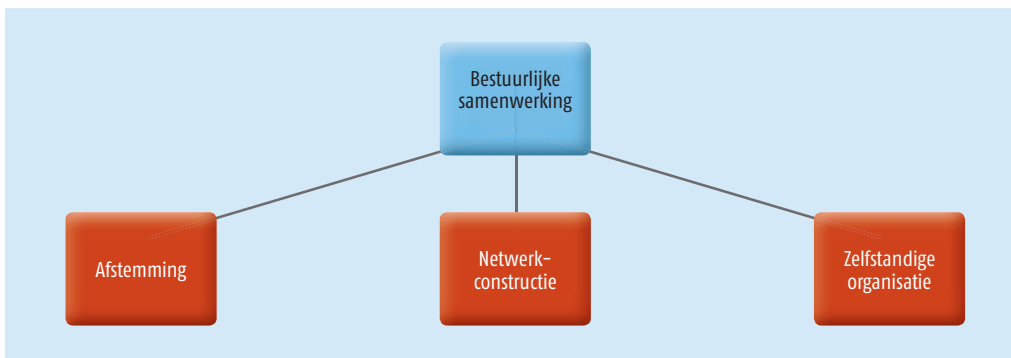 Bestuurlijke
samenwerking
Afstemming
Netwerk-
constructie
Zelfstandige
organisatie